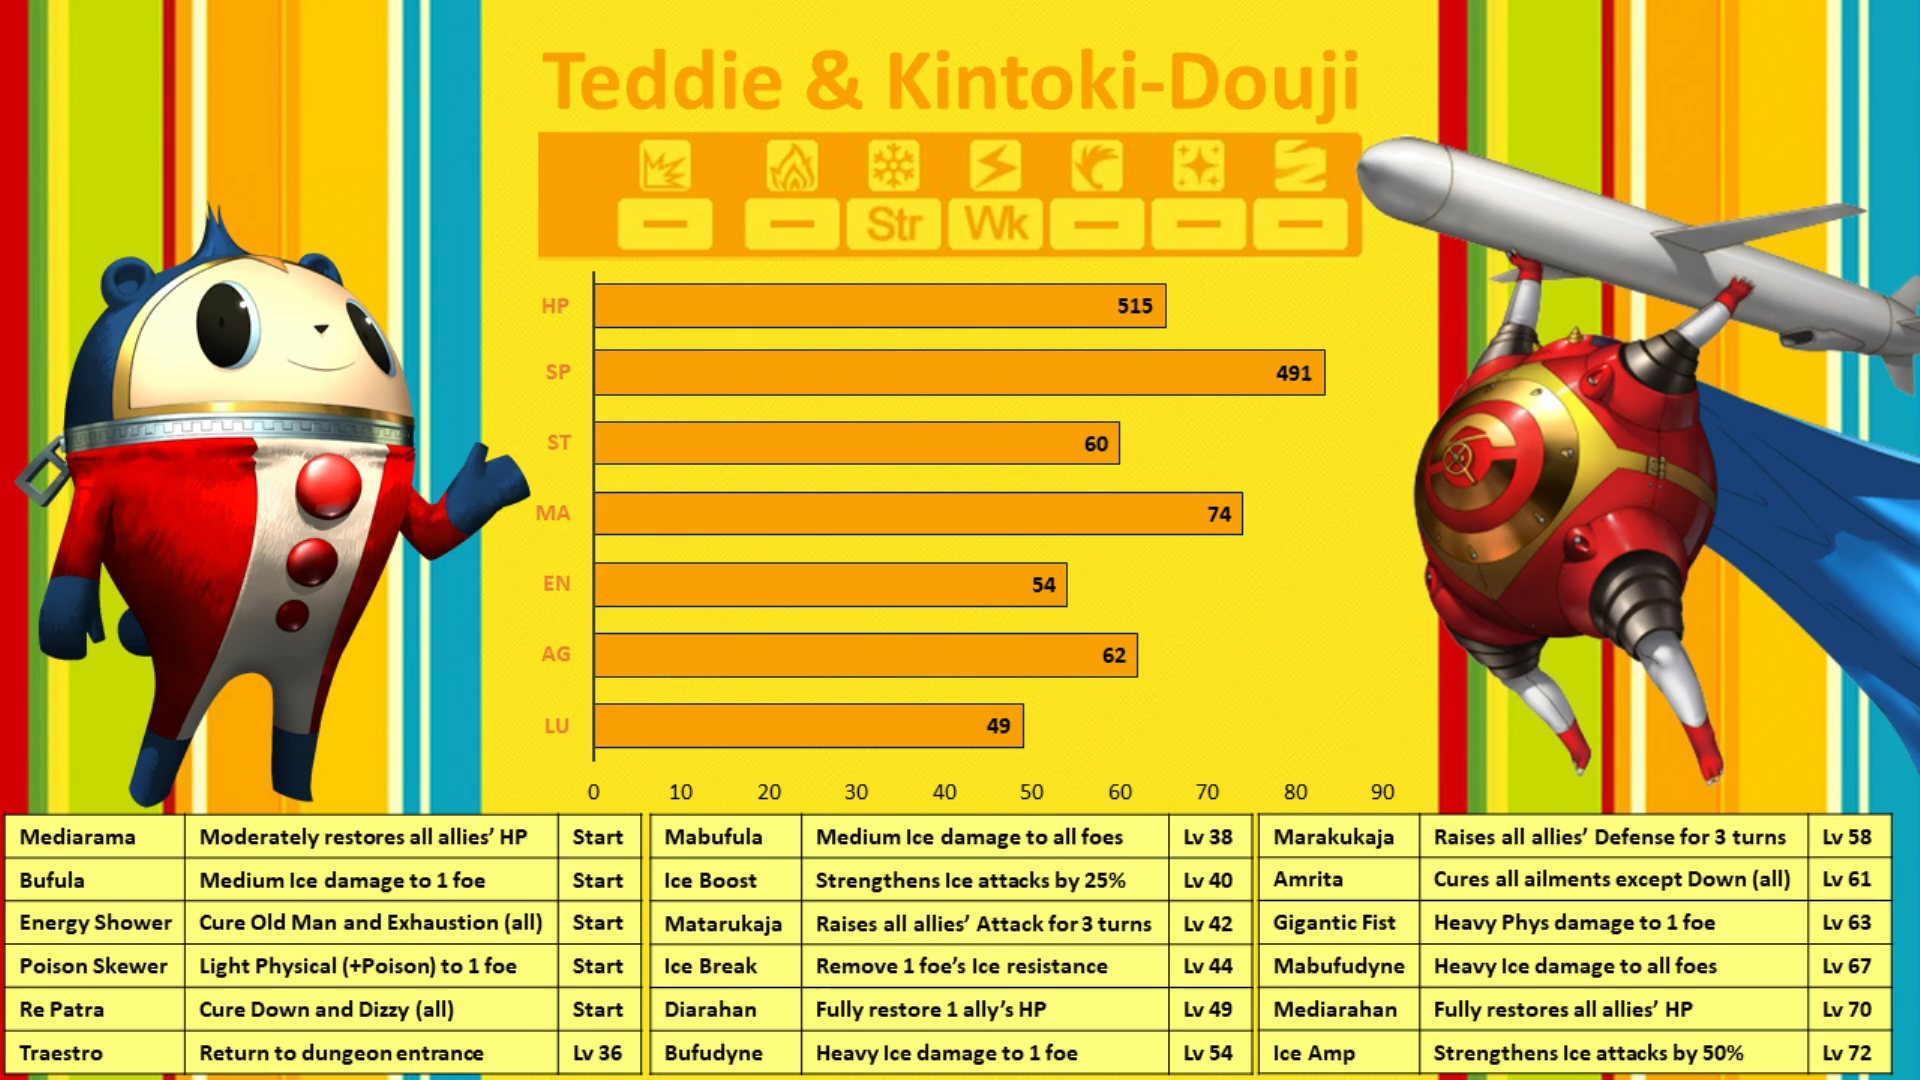 Teddie & Kintoki-Douji
Str Wk
HP 515
SP 491
ST 60
MA 74
EN 54
AG 62
LU 49
0 10 20 30 40 50 60 70 80 90
Mediarama Moderately restores all allies’ HP Start
Bufula Medium Ice damage to 1 foe Start
Energy Shower Cure Old Man and Exhaustion (all) Start
Poison Skewer Light Physical (+Poison) to 1 foe Start
Re Patra Cure Down and Dizzy (all) Start
Traestro Return to dungeon entrance Lv 36
Mabufula Medium Ice damage to all foes Lv 38
Ice Boost Strengthens Ice attacks by 25% Lv 40
Matarukaja Raises all allies’ Attack for 3 turns Lv 42
Ice Break Remove 1 foe’s Ice resistance Lv 44
Diarahan Fully restore 1 ally’s HP Lv 49
Bufudyne Heavy Ice damage to 1 foe Lv 54
Marakukaja Raises all allies’ Defense for 3 turns Lv 58
Amrita Cures all ailments except Down (all) Lv 61
Gigantic Fist Heavy Phys damage to 1 foe Lv 63
Mabufudyne Heavy Ice damage to all foes Lv 67
Mediarahan Fully restores all allies’ HP Lv 70
Ice Amp Strengthens Ice attacks by 50% Lv 72